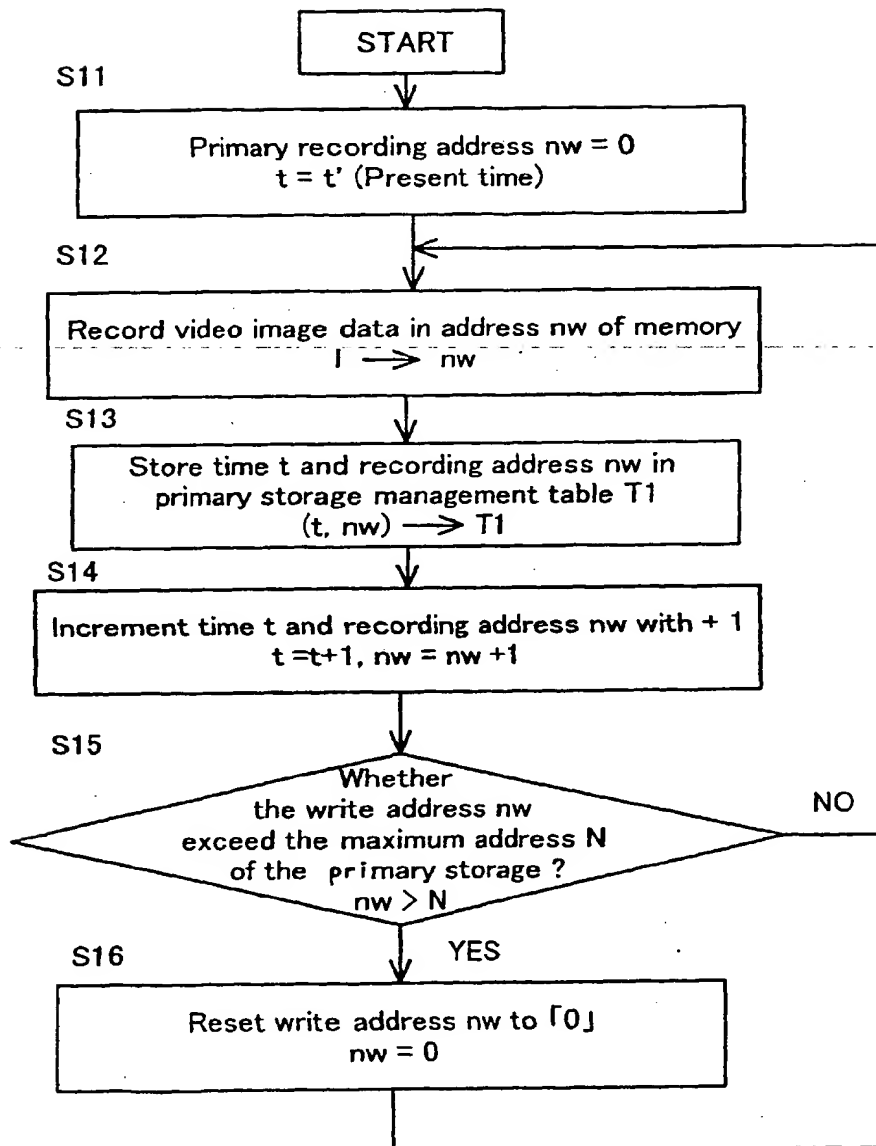 START
S11
Primary recording address nw = 0
t = t' (Present time)
S12
Record video image data in address nw of memory
I → nw
S13
Store time t and recording address nw in
primary storage management table T1
(t, nw) → T1
S14
Increment time t and recording address nw with + 1
t =t+1, nw = nw +1
S15
Whether
the write address nw
exceed the maximum address N
of the primary storage ?
nw > N
NO
YES
S16
Reset write address nw to 「0」
nw = 0